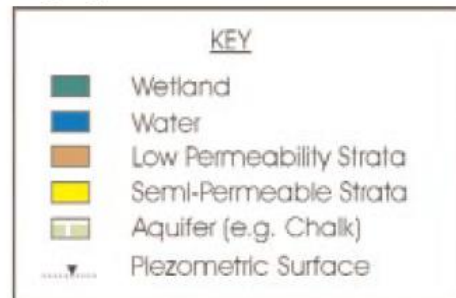 KEY
Wetland
Water
Low Permeability Strata
Semi-Permeable Strata
Aquifer (e.g. Chalk)
Piezometric Surface